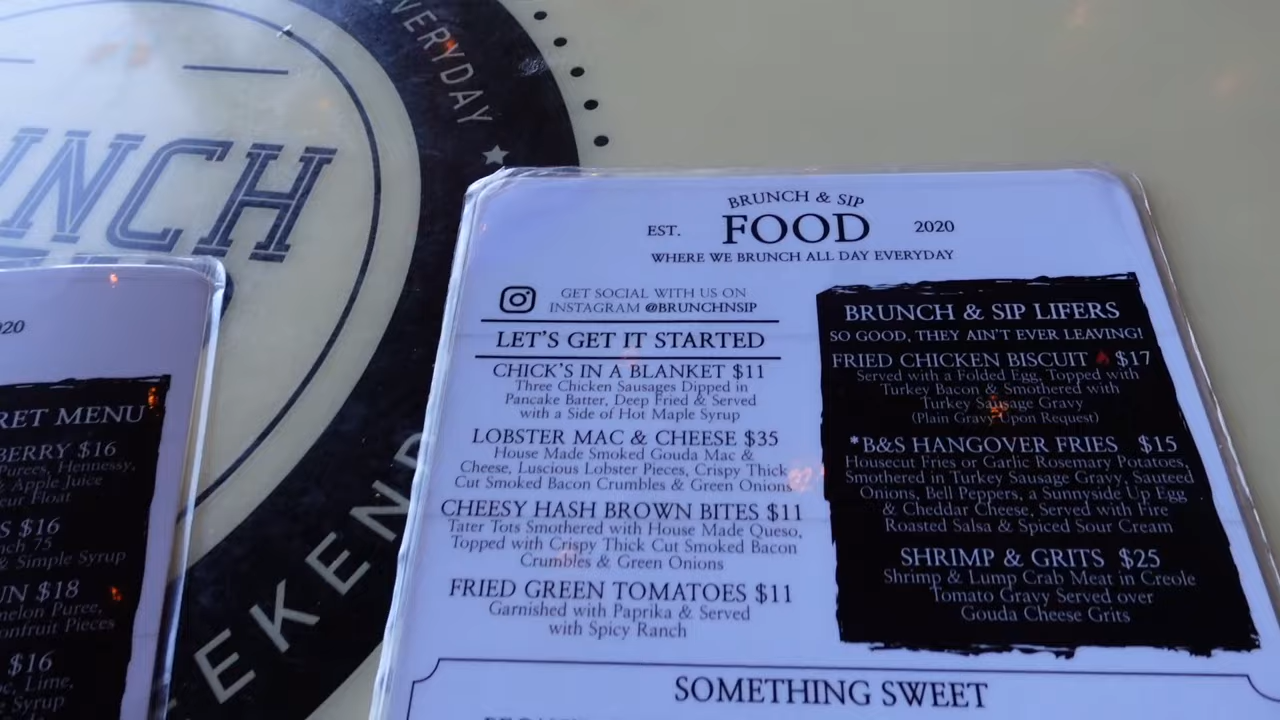 VERYDAY
NCH
EKEND
020
RET MENU
BERRY $16
Purees, Hennessy,
& Apple Juice
ur Float
S $16
nch 75
& Simple Syrup
UN $18
melon Puree,
onfruit Pieces
$16
Lime,
Syrup
BRUNCH & SIP
EST. FOOD 2020
WHERE WE BRUNCH ALL DAY EVERYDAY
GET SOCIAL WITH US ON
INSTAGRAM @BRUNCHNSIP
LET'S GET IT STARTED
CHICK'S IN A BLANKET $11
Three Chicken Sausages Dipped in
Pancake Batter, Deep Fried & Served
with a Side of Hot Maple Syrup
LOBSTER MAC & CHEESE $35
House Made Smoked Gouda Mac &
Cheese, Luscious Lobster Pieces, Crispy Thick
Cut Smoked Bacon Crumbles & Green Onions
CHEESY HASH BROWN BITES $11
Tater Tots Smothered with House Made Queso,
Topped with Crispy Thick Cut Smoked Bacon
Crumbles & Green Onions
FRIED GREEN TOMATOES $11
Garnished with Paprika & Served
with Spicy Ranch
BRUNCH & SIP LIFERS
SO GOOD, THEY AIN'T EVER LEAVING!
FRIED CHICKEN BISCUIT $17
Served with a Folded Egg, Topped with
Turkey Bacon & Smothered with
Turkey Sausage Gravy
(Plain Gravy Upon Request)
*B&S HANGOVER FRIES $15
Housecut Fries or Garlic Rosemary Potatoes,
Smothered in Turkey Sausage Gravy, Sauteed
Onions, Bell Peppers, a Sunnyside Up Egg
& Cheddar Cheese, Served with Fire
Roasted Salsa & Spiced Sour Cream
SHRIMP & GRITS $25
Shrimp & Lump Crab Meat in Creole
Tomato Gravy Served over
Gouda Cheese Grits
SOMETHING SWEET